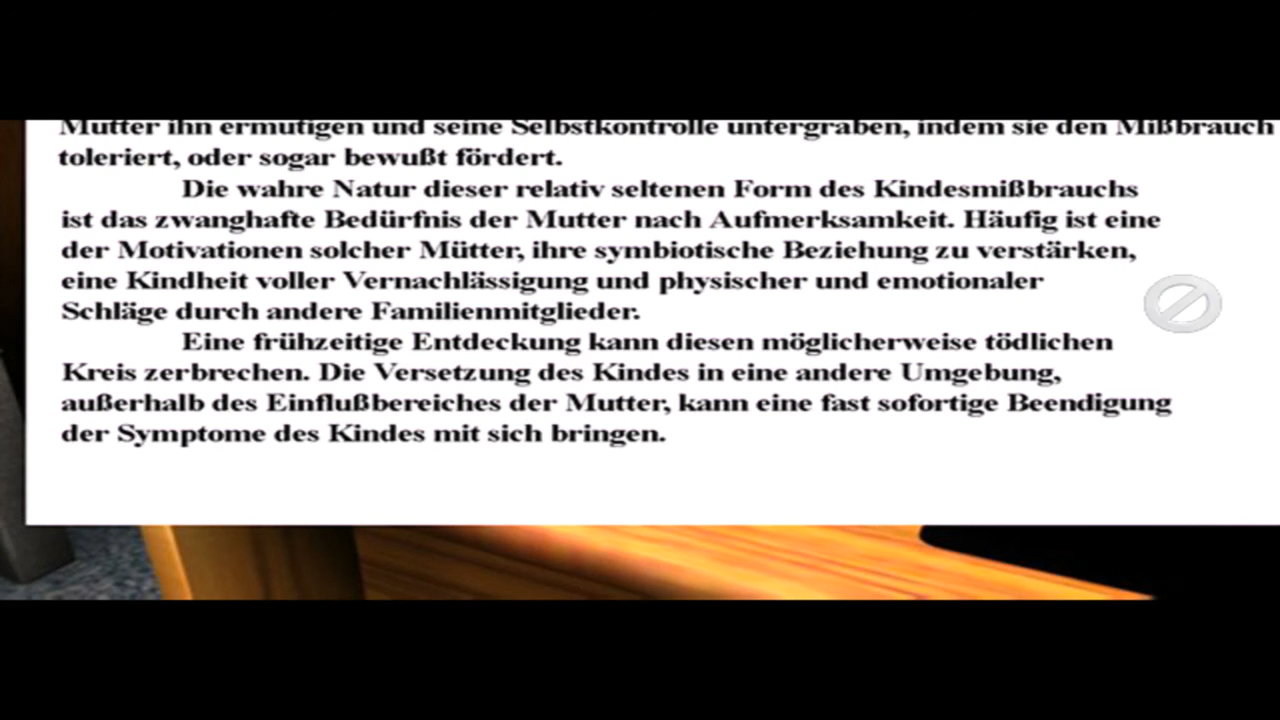 Mutter ihn ermutigen und seine Selbstkontrolle untergraben, indem sie den Mißbrauch
toleriert, oder sogar bewußt fördert.
Die wahre Natur dieser relativ seltenen Form des Kindesmißbrauchs
ist das zwanghafte Bedürfnis der Mutter nach Aufmerksamkeit. Häufig ist eine
der Motivationen solcher Mütter, ihre symbiotische Beziehung zu verstärken,
eine Kindheit voller Vernachlässigung und physischer und emotionaler
Schläge durch andere Familienmitglieder.
Eine frühzeitige Entdeckung kann diesen möglicherweise tödlichen
Kreis zerbrechen. Die Versetzung des Kindes in eine andere Umgebung,
außerhalb des Einflußbereiches der Mutter, kann eine fast sofortige Beendigung
der Symptome des Kindes mit sich bringen.